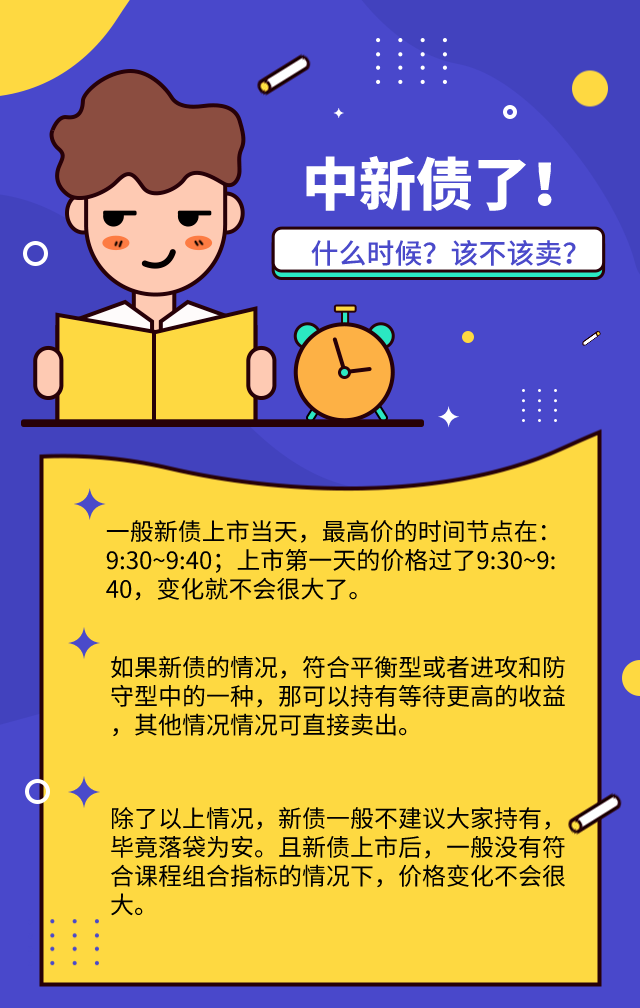 中新债了！
什么时候？该不该卖？
一般新债上市当天，最高价的时间节点在：
9:30~9:40；上市第一天的价格过了9:30~9:
40，变化就不会很大了。
如果新债的情况，符合平衡型或者进攻和防
守型中的一种，那可以持有等待更高的收益
，其他情况情况可直接卖出。
除了以上情况，新债一般不建议大家持有，
毕竟落袋为安。且新债上市后，一般没有符
合课程组合指标的情况下，价格变化不会很
大。